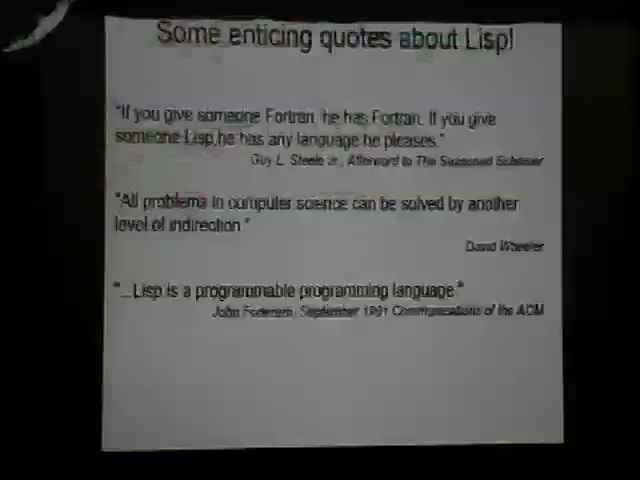 Some enticing quotes about Lisp!
"If you give someone Fortran, he has Fortran. If you give
someone Lisp,he has any language he pleases."
Guy L. Steele Jr., Afterword to The Seasoned Schemer
"All problems in computer science can be solved by another
level of indirection."
David Wheeler
"...Lisp is a programmable programming language."
John Foderaro, September 1991 Communications of the ACM